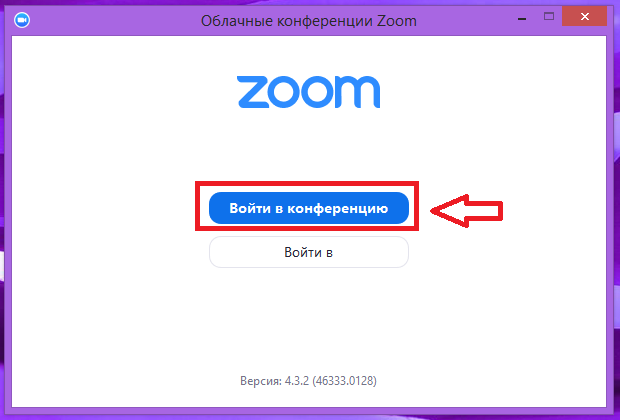 Облачные конференции Zoom
zoom
Войти в конференцию
Войти в
Версия: 4.3.2 (46333.0128)